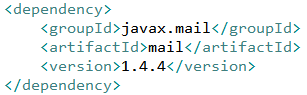 <dependency>
    <groupId>javax.mail</groupId>
    <artifactId>mail</artifactId>
    <version>1.4.4</version>
</dependency>